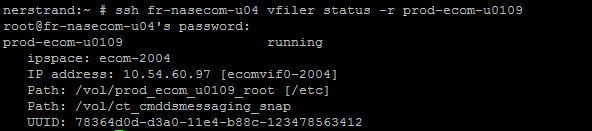 nerstrand:~ # ssh fr-nasecom-u04 vfiler status -r prod-ecom-u0109
root@fr-nasecom-u04's password:
prod-ecom-u0109 running
ipspace: ecom-2004
IP address: 10.54.60.97 [ecomvif0-2004]
Path: /vol/prod_ecom_u0109_root [/etc]
Path: /vol/ct_cmddsmessaging_snap
UUID: 78364d0d-d3a0-11e4-b88c-123478563412